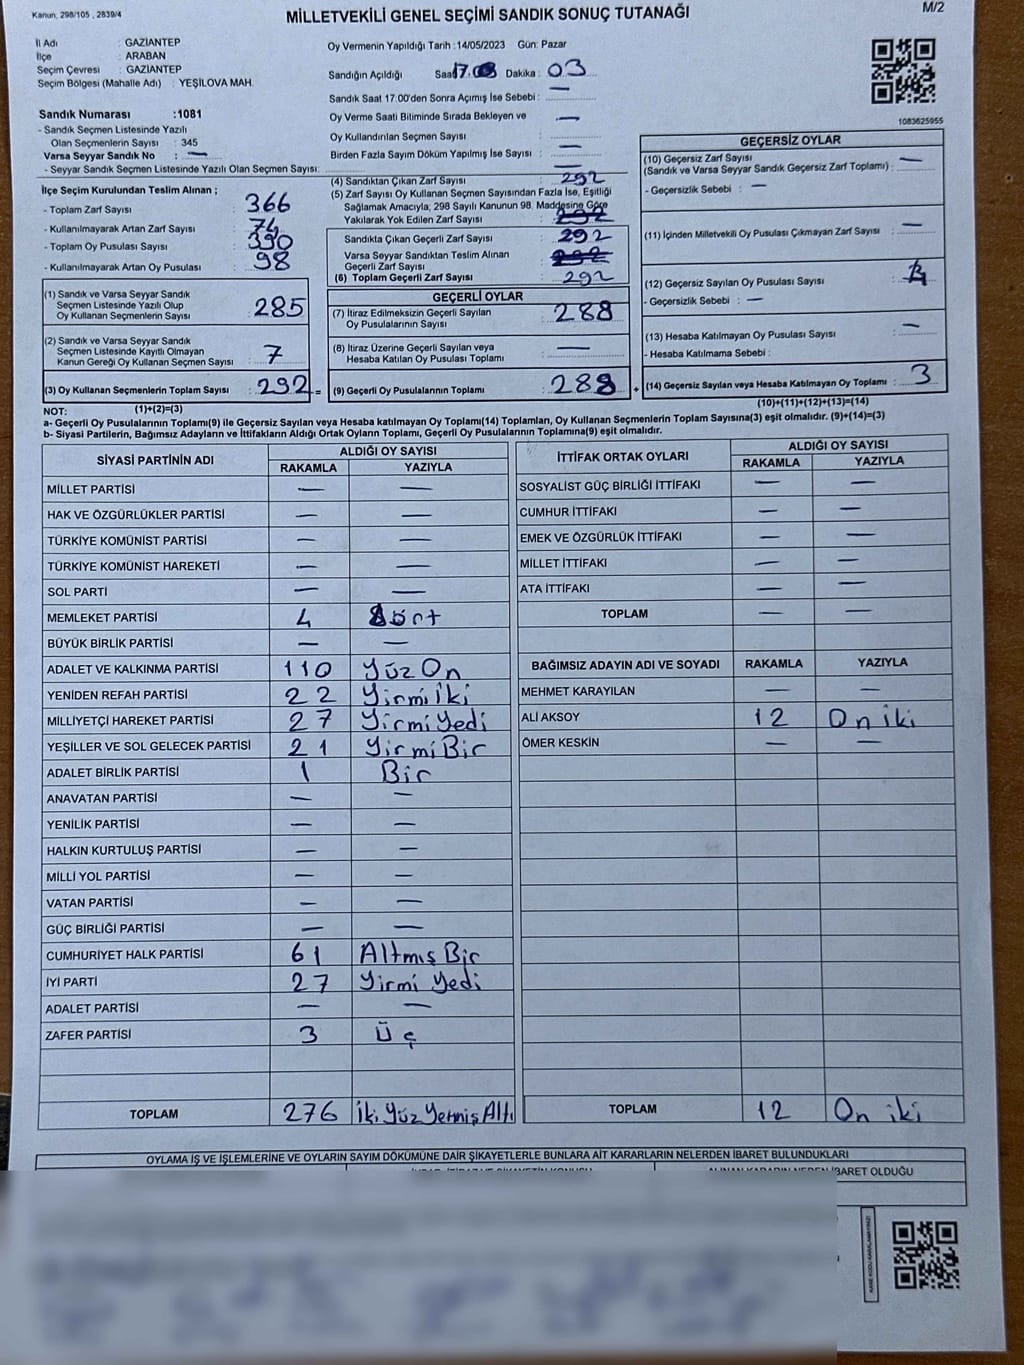 Kanun, 298/105 , 2839/4
MİLLETVEKİLİ GENEL SEÇİMİ SANDIK SONUÇ TUTANAĞI
M/2
İl Adı : GAZİANTEP
İlçe : ARABAN
Seçim Çevresi : GAZİANTEP
Seçim Bölgesi (Mahalle Adı) : YEŞİLOVA MAH.
Sandık Numarası :1081
- Sandık Seçmen Listesinde Yazılı
Olan Seçmenlerin Sayısı : 345
Varsa Seyyar Sandık No : —
- Seyyar Sandık Seçmen Listesinde Yazılı Olan Seçmen Sayısı: —
Oy Vermenin Yapıldığı Tarih :14/05/2023 Gün: Pazar
Sandığın Açıldığı Saat 17. Dakika : 03
Sandık Saat 17:00'den Sonra Açımış İse Sebebi : —
Oy Verme Saati Bitiminde Sırada Bekleyen ve —
Oy Kullandırılan Seçmen Sayısı : —
Birden Fazla Sayım Döküm Yapılmış İse Sayısı : —
1083625955
İlçe Seçim Kurulundan Teslim Alınan ;
- Toplam Zarf Sayısı : 366
- Kullanılmayarak Artan Zarf Sayısı : 74
- Toplam Oy Pusulası Sayısı : 390
- Kullanılmayarak Artan Oy Pusulası : 98
(4) Sandıktan Çıkan Zarf Sayısı : 292
(5) Zarf Sayısı Oy Kullanan Seçmen Sayısından Fazla İse, Eşitliği
Sağlamak Amacıyla; 298 Sayılı Kanunun 98. Maddesine Göre
Yakılarak Yok Edilen Zarf Sayısı : 292
Sandıkta Çıkan Geçerli Zarf Sayısı : 292
Varsa Seyyar Sandıktan Teslim Alınan
Geçerli Zarf Sayısı : 292
(6) Toplam Geçerli Zarf Sayısı : 292
GEÇERSİZ OYLAR
(10) Geçersiz Zarf Sayısı —
(Sandık ve Varsa Seyyar Sandık Geçersiz Zarf Toplamı) :
- Geçersizlik Sebebi : —
(11) İçinden Milletvekili Oy Pusulası Çıkmayan Zarf Sayısı : —
(12) Geçersiz Sayılan Oy Pusulası Sayısı :
- Geçersizlik Sebebi : —
(13) Hesaba Katılmayan Oy Pusulası Sayısı : —
- Hesaba Katılmama Sebebi :
(14) Geçersiz Sayılan veya Hesaba Katılmayan Oy Toplamı : 3
(10)+(11)+(12)+(13)=(14)
(1) Sandık ve Varsa Seyyar Sandık
Seçmen Listesinde Yazılı Olup
Oy Kullanan Seçmenlerin Sayısı : 285
(2) Sandık ve Varsa Seyyar Sandık
Seçmen Listesinde Kayıtlı Olmayan
Kanun Gereği Oy Kullanan Seçmen Sayısı : 7
(3) Oy Kullanan Seçmenlerin Toplam Sayısı : 292 =
(1)+(2)=(3)
GEÇERLİ OYLAR
(7) İtiraz Edilmeksizin Geçerli Sayılan
Oy Pusulalarının Sayısı : 288
(8) İtiraz Üzerine Geçerli Sayılan veya
Hesaba Katılan Oy Pusulası Toplamı : —
(9) Geçerli Oy Pusulalarının Toplamı : 288 +
NOT:
a- Geçerli Oy Pusulalarının Toplamı(9) ile Geçersiz Sayılan veya Hesaba katılmayan Oy Toplamı(14) Toplamları, Oy Kullanan Seçmenlerin Toplam Sayısına(3) eşit olmalıdır. (9)+(14)=(3)
b- Siyasi Partilerin, Bağımsız Adayların ve İttifakların Aldığı Ortak Oyların Toplamı, Geçerli Oy Pusulalarının Toplamına(9) eşit olmalıdır.
SİYASİ PARTİNİN ADI ALDIĞI OY SAYISI
RAKAMLA YAZIYLA
MİLLET PARTİSİ — —
HAK VE ÖZGÜRLÜKLER PARTİSİ — —
TÜRKİYE KOMÜNİST PARTİSİ — —
TÜRKİYE KOMÜNİST HAREKETİ — —
SOL PARTİ — —
MEMLEKET PARTİSİ 4 Dört
BÜYÜK BİRLİK PARTİSİ — —
ADALET VE KALKINMA PARTİSİ 110 Yüz On
YENİDEN REFAH PARTİSİ 22 Yirmi İki
MİLLİYETÇİ HAREKET PARTİSİ 27 Yirmi Yedi
YEŞİLLER VE SOL GELECEK PARTİSİ 21 Yirmi Bir
ADALET BİRLİK PARTİSİ 1 Bir
ANAVATAN PARTİSİ — —
YENİLİK PARTİSİ — —
HALKIN KURTULUŞ PARTİSİ — —
MİLLİ YOL PARTİSİ — —
VATAN PARTİSİ — —
GÜÇ BİRLİĞİ PARTİSİ — —
CUMHURİYET HALK PARTİSİ 61 Altmış Bir
İYİ PARTİ 27 Yirmi Yedi
ADALET PARTİSİ — —
ZAFER PARTİSİ 3 Üç
TOPLAM 276 İki Yüz Yetmiş Altı
İTTİFAK ORTAK OYLARI ALDIĞI OY SAYISI
RAKAMLA YAZIYLA
SOSYALİST GÜÇ BİRLİĞİ İTTİFAKI — —
CUMHUR İTTİFAKI — —
EMEK VE ÖZGÜRLÜK İTTİFAKI — —
MİLLET İTTİFAKI — —
ATA İTTİFAKI — —
TOPLAM — —
BAĞIMSIZ ADAYIN ADI VE SOYADI RAKAMLA YAZIYLA
MEHMET KARAYILAN — —
ALİ AKSOY 12 On iki
ÖMER KESKİN — —
TOPLAM 12 On iki
OYLAMA İŞ VE İŞLEMLERİNE VE OYLARIN SAYIM DÖKÜMÜNE DAİR ŞİKAYETLERLE BUNLARA AİT KARARLARIN NELERDEN İBARET BULUNDUKLARI
İBARET OLDUĞU